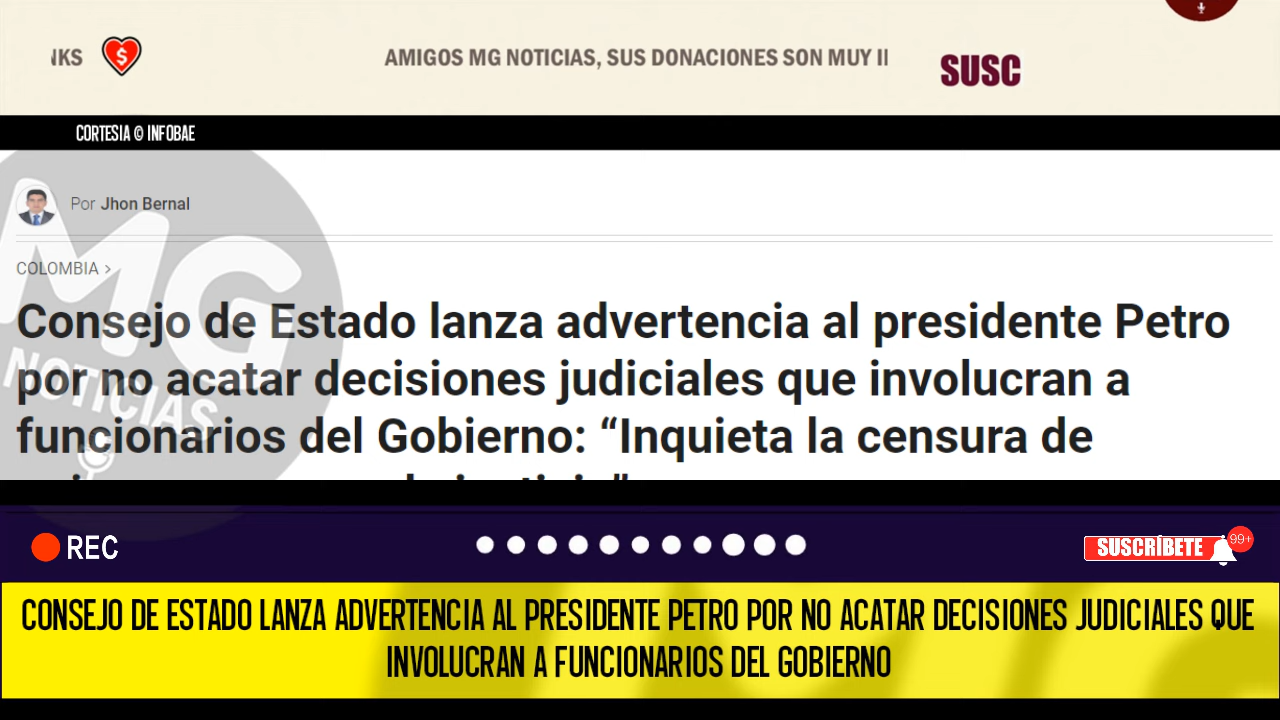 AMIGOS MG NOTICIAS, SUS DONACIONES SON MUY
SUSC
CORTESIA © INFOBAE
MG
NOTICIAS
Por Jhon Bernal
COLOMBIA >
Consejo de Estado lanza advertencia al presidente Petro
por no acatar decisiones judiciales que involucran a
funcionarios del Gobierno: “Inquieta la censura de
REC
SUSCRÍBETE
99+
CONSEJO DE ESTADO LANZA ADVERTENCIA AL PRESIDENTE PETRO POR NO ACATAR DECISIONES JUDICIALES QUE
INVOLUCRAN A FUNCIONARIOS DEL GOBIERNO